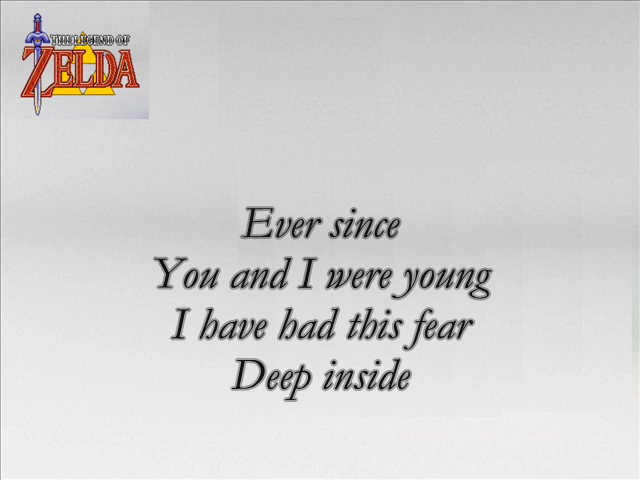 THE LEGEND OF
ZELDA
Ever since
You and I were young
I have had this fear
Deep inside